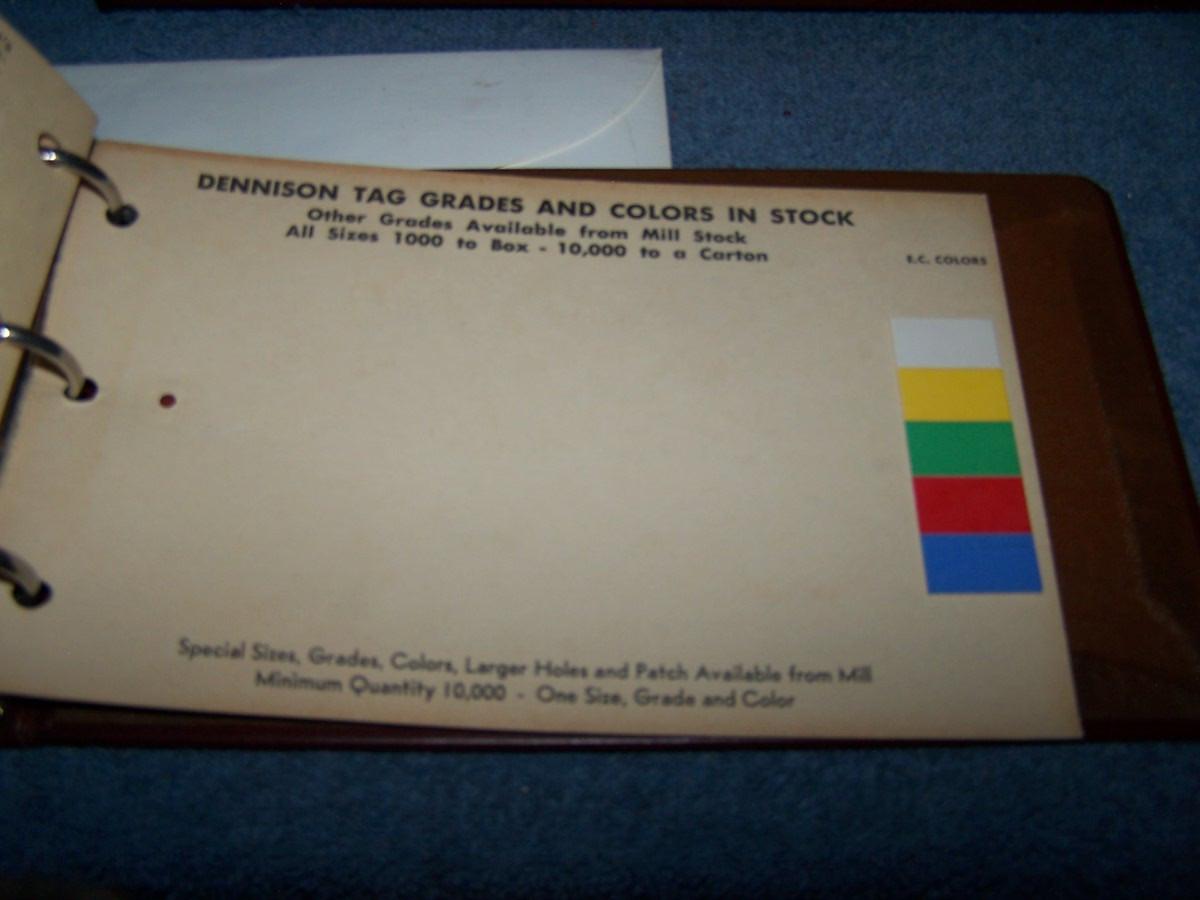 DENNISON TAG GRADES AND COLORS IN STOCK
Other Grades Available from Mill Stock
All Sizes 1000 to Box - 10,000 to a Carton
E.C. COLORS
Special Sizes, Grades, Colors, Larger Holes and Patch Available from Mill
Minimum Quantity 10,000 - One Size, Grade and Color